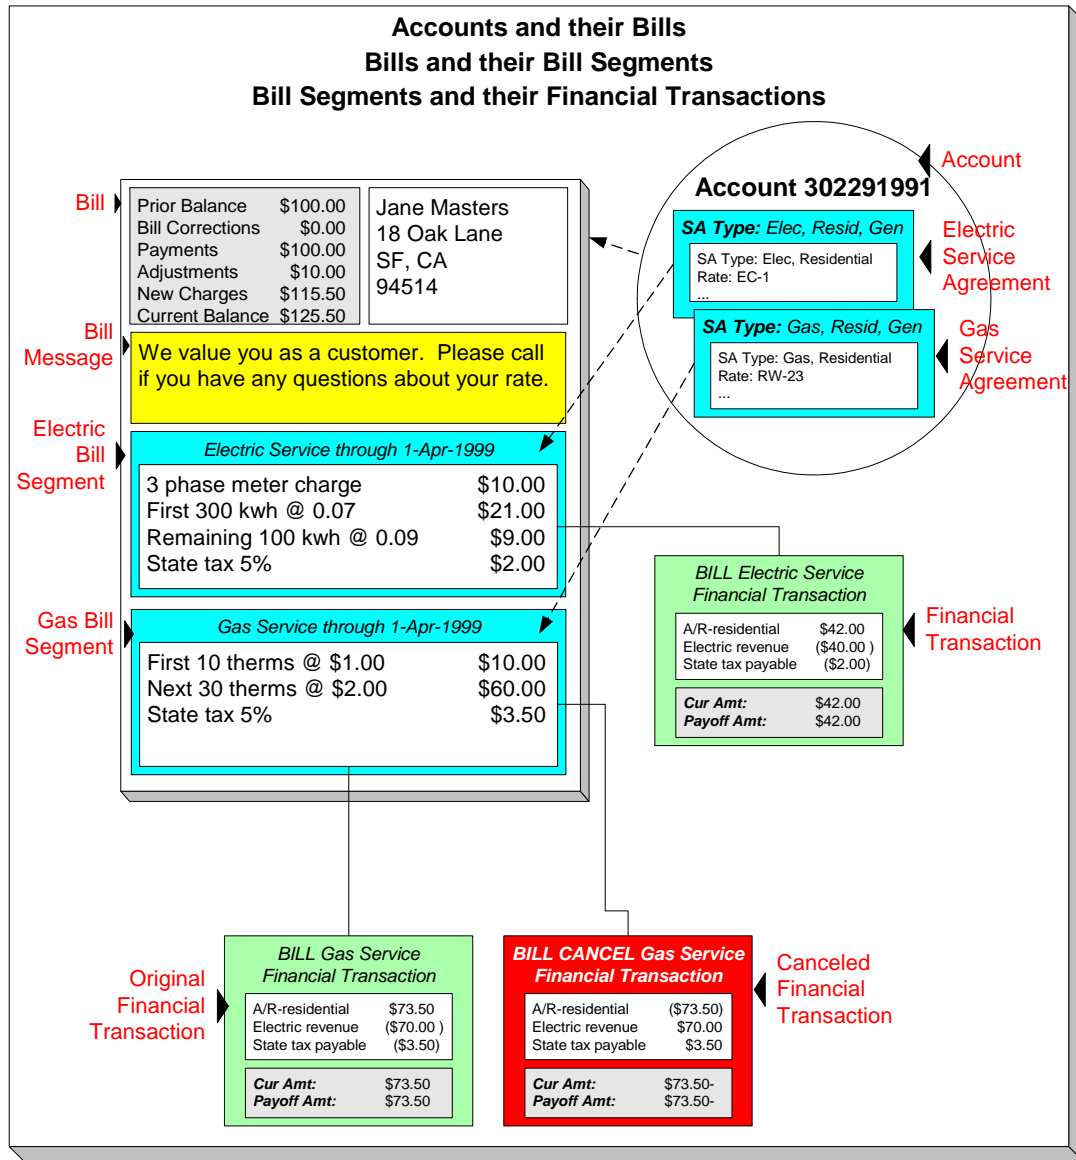 Accounts and their Bills
Bills and their Bill Segments
Bill Segments and their Financial Transactions
Account
Account 302291991
SA Type: Elec, Resid, Gen
SA Type: Elec, Residential
Rate: EC-1
...
Electric
Service
Agreement
SA Type: Gas, Resid, Gen
SA Type: Gas, Residential
Rate: RW-23
...
Gas
Service
Agreement
Bill
Prior Balance $100.00
Bill Corrections $0.00
Payments $100.00
Adjustments $10.00
New Charges $115.50
Current Balance $125.50
Jane Masters
18 Oak Lane
SF, CA
94514
Bill
Message
We value you as a customer. Please call
if you have any questions about your rate.
Electric
Bill
Segment
Electric Service through 1-Apr-1999
3 phase meter charge $10.00
First 300 kwh @ 0.07 $21.00
Remaining 100 kwh @ 0.09 $9.00
State tax 5% $2.00
Gas Bill
Segment
Gas Service through 1-Apr-1999
First 10 therms @ $1.00 $10.00
Next 30 therms @ $2.00 $60.00
State tax 5% $3.50
BILL Electric Service
Financial Transaction
A/R-residential $42.00
Electric revenue ($40.00 )
State tax payable ($2.00)
Cur Amt: $42.00
Payoff Amt: $42.00
Financial
Transaction
Original
Financial
Transaction
BILL Gas Service
Financial Transaction
A/R-residential $73.50
Electric revenue ($70.00 )
State tax payable ($3.50)
Cur Amt: $73.50
Payoff Amt: $73.50
BILL CANCEL Gas Service
Financial Transaction
A/R-residential ($73.50)
Electric revenue $70.00
State tax payable $3.50
Cur Amt: $73.50-
Payoff Amt: $73.50-
Canceled
Financial
Transaction